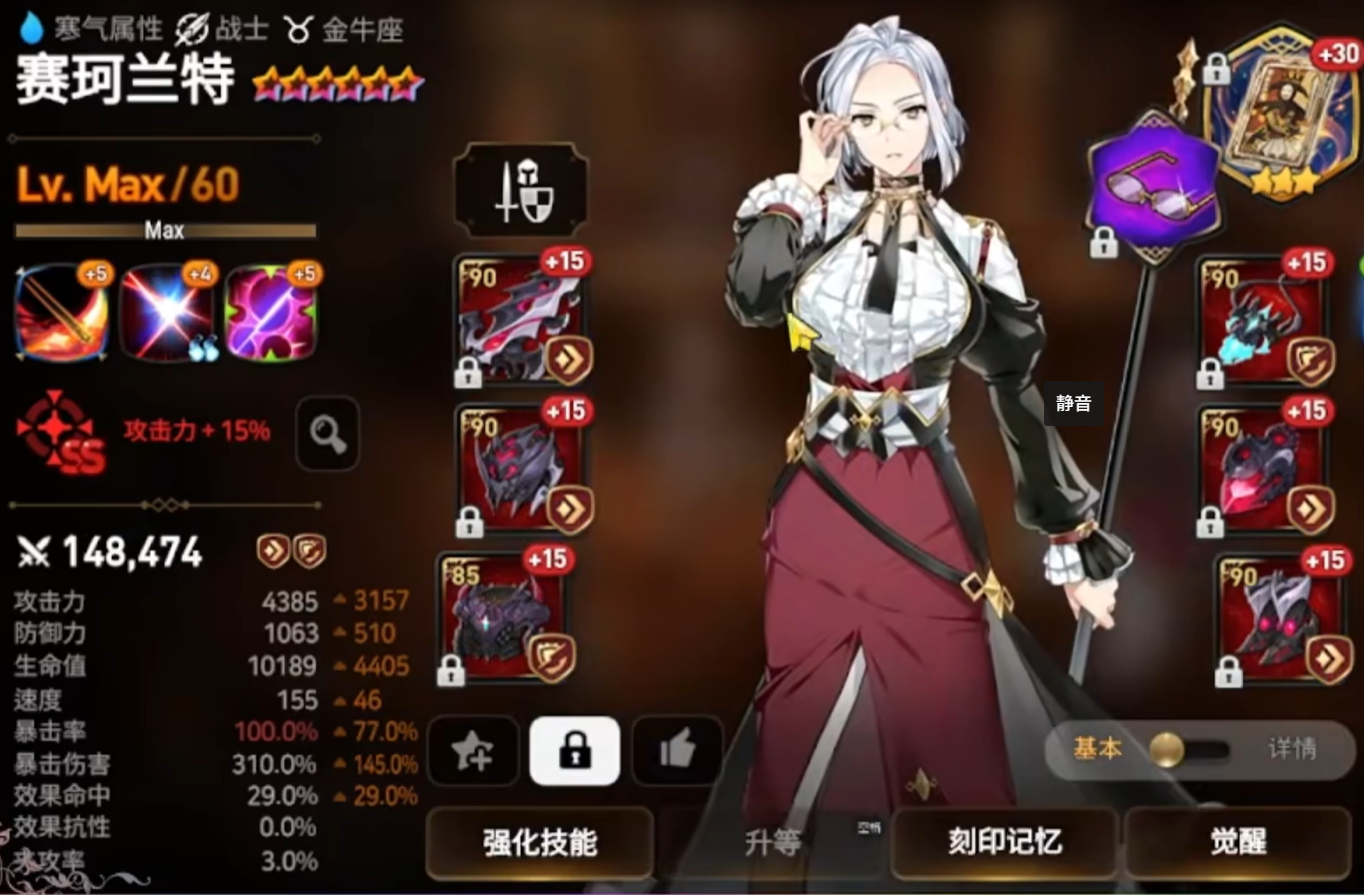 寒气属性 战士 金牛座
赛珂兰特
+30
Lv. Max/60
Max
+5 +4 +5
攻击力+15%
SS
148,474
攻击力 4385 3157
防御力 1063 510
生命值 10189 4405
速度 155 46
暴击率 100.0% 77.0%
暴击伤害 310.0% 145.0%
效果命中 29.0% 29.0%
效果抗性 0.0%
夹攻率 3.0%
90 +15
90 +15
85 +15
90 +15
90 +15
90 +15
静音
基本 详情
强化技能 升等 刻印记忆 觉醒